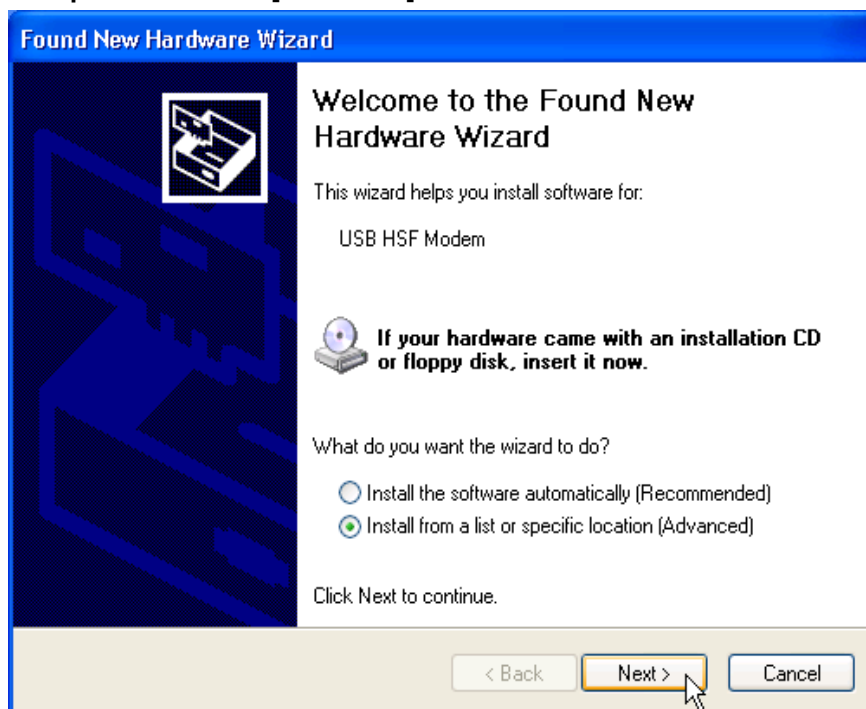 Found New Hardware Wizard
Welcome to the Found New
Hardware Wizard
This wizard helps you install software for:
USB HSF Modem
If your hardware came with an installation CD
or floppy disk, insert it now.
What do you want the wizard to do?
Install the software automatically (Recommended)
Install from a list or specific location (Advanced)
Click Next to continue.
< Back Next > Cancel